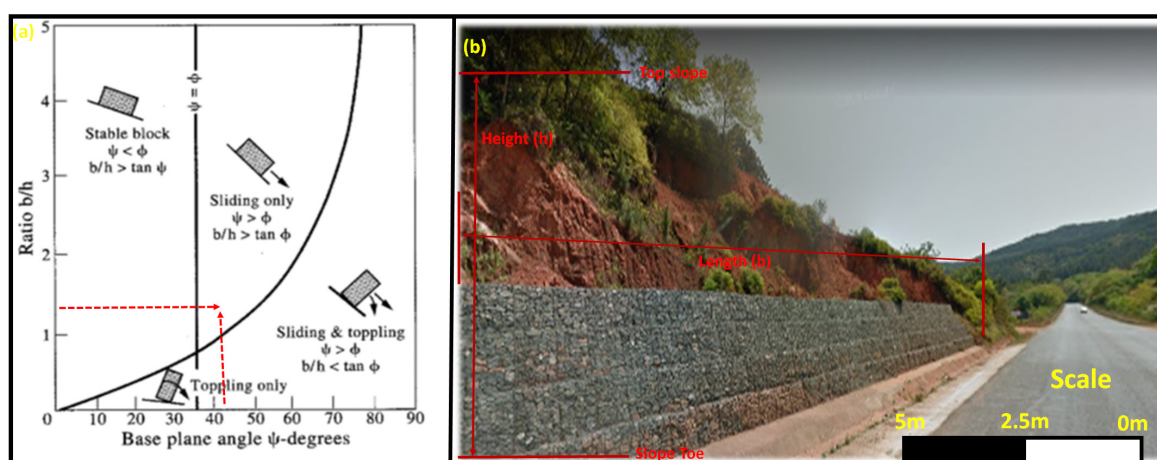 (a)
5
4
3
2
1
0
Ratio b/h
ψ = ϕ
Stable block
ψ < ϕ
b/h > tan ψ
Sliding only
ψ > ϕ
b/h > tan ϕ
Sliding & toppling
ψ > ϕ
b/h < tan ϕ
Toppling only
10 20 30 40 50 60 70 80 90
Base plane angle ψ-degrees
(b)
Top slope
Height (h)
Length (b)
Scale
5m 2.5m 0m
Slope Toe